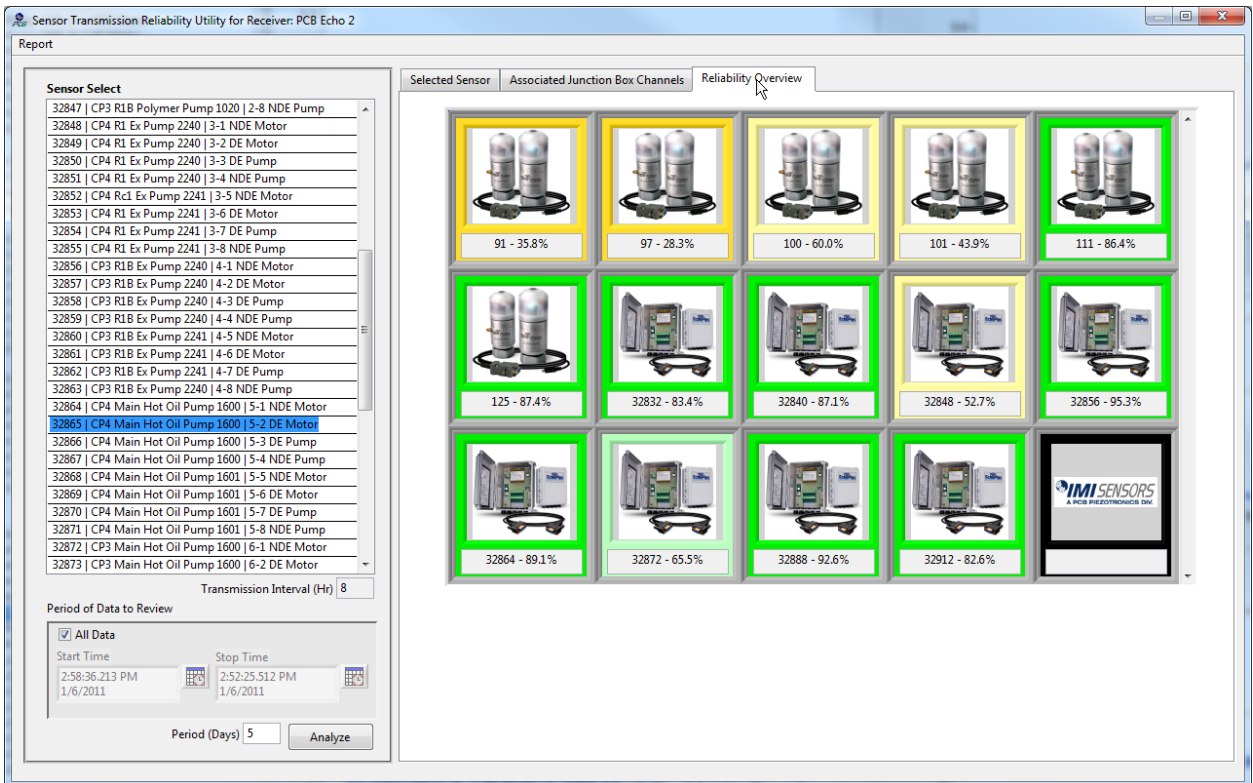 Sensor Transmission Reliability Utility for Receiver: PCB Echo 2
Report
Sensor Select
32847 | CP3 R1B Polymer Pump 1020 | 2-8 NDE Pump
32848 | CP4 R1 Ex Pump 2240 | 3-1 NDE Motor
32849 | CP4 R1 Ex Pump 2240 | 3-2 DE Motor
32850 | CP4 R1 Ex Pump 2240 | 3-3 DE Pump
32851 | CP4 R1 Ex Pump 2240 | 3-4 NDE Pump
32852 | CP4 Rc1 Ex Pump 2241 | 3-5 NDE Motor
32853 | CP4 R1 Ex Pump 2241 | 3-6 DE Motor
32854 | CP4 R1 Ex Pump 2241 | 3-7 DE Pump
32855 | CP4 R1 Ex Pump 2241 | 3-8 NDE Pump
32856 | CP3 R1B Ex Pump 2240 | 4-1 NDE Motor
32857 | CP3 R1B Ex Pump 2240 | 4-2 DE Motor
32858 | CP3 R1B Ex Pump 2240 | 4-3 DE Pump
32859 | CP3 R1B Ex Pump 2240 | 4-4 NDE Pump
32860 | CP3 R1B Ex Pump 2241 | 4-5 NDE Motor
32861 | CP3 R1B Ex Pump 2241 | 4-6 DE Motor
32862 | CP3 R1B Ex Pump 2241 | 4-7 DE Pump
32863 | CP3 R1B Ex Pump 2240 | 4-8 NDE Pump
32864 | CP4 Main Hot Oil Pump 1600 | 5-1 NDE Motor
32865 | CP4 Main Hot Oil Pump 1600 | 5-2 DE Motor
32866 | CP4 Main Hot Oil Pump 1600 | 5-3 DE Pump
32867 | CP4 Main Hot Oil Pump 1600 | 5-4 NDE Pump
32868 | CP4 Main Hot Oil Pump 1601 | 5-5 NDE Motor
32869 | CP4 Main Hot Oil Pump 1601 | 5-6 DE Motor
32870 | CP4 Main Hot Oil Pump 1601 | 5-7 DE Pump
32871 | CP4 Main Hot Oil Pump 1601 | 5-8 NDE Pump
32872 | CP3 Main Hot Oil Pump 1600 | 6-1 NDE Motor
32873 | CP3 Main Hot Oil Pump 1600 | 6-2 DE Motor
Transmission Interval (Hr) 8
Period of Data to Review
All Data
Start Time Stop Time
2:58:36.213 PM 2:52:25.512 PM
1/6/2011 1/6/2011
Period (Days) 5 Analyze
Selected Sensor Associated Junction Box Channels Reliability Overview
91 - 35.8% 97 - 28.3% 100 - 60.0% 101 - 43.9% 111 - 86.4%
125 - 87.4% 32832 - 83.4% 32840 - 87.1% 32848 - 52.7% 32856 - 95.3%
IMI SENSORS
A PCB PIEZOTRONICS DIV.
32864 - 89.1% 32872 - 65.5% 32888 - 92.6% 32912 - 82.6%